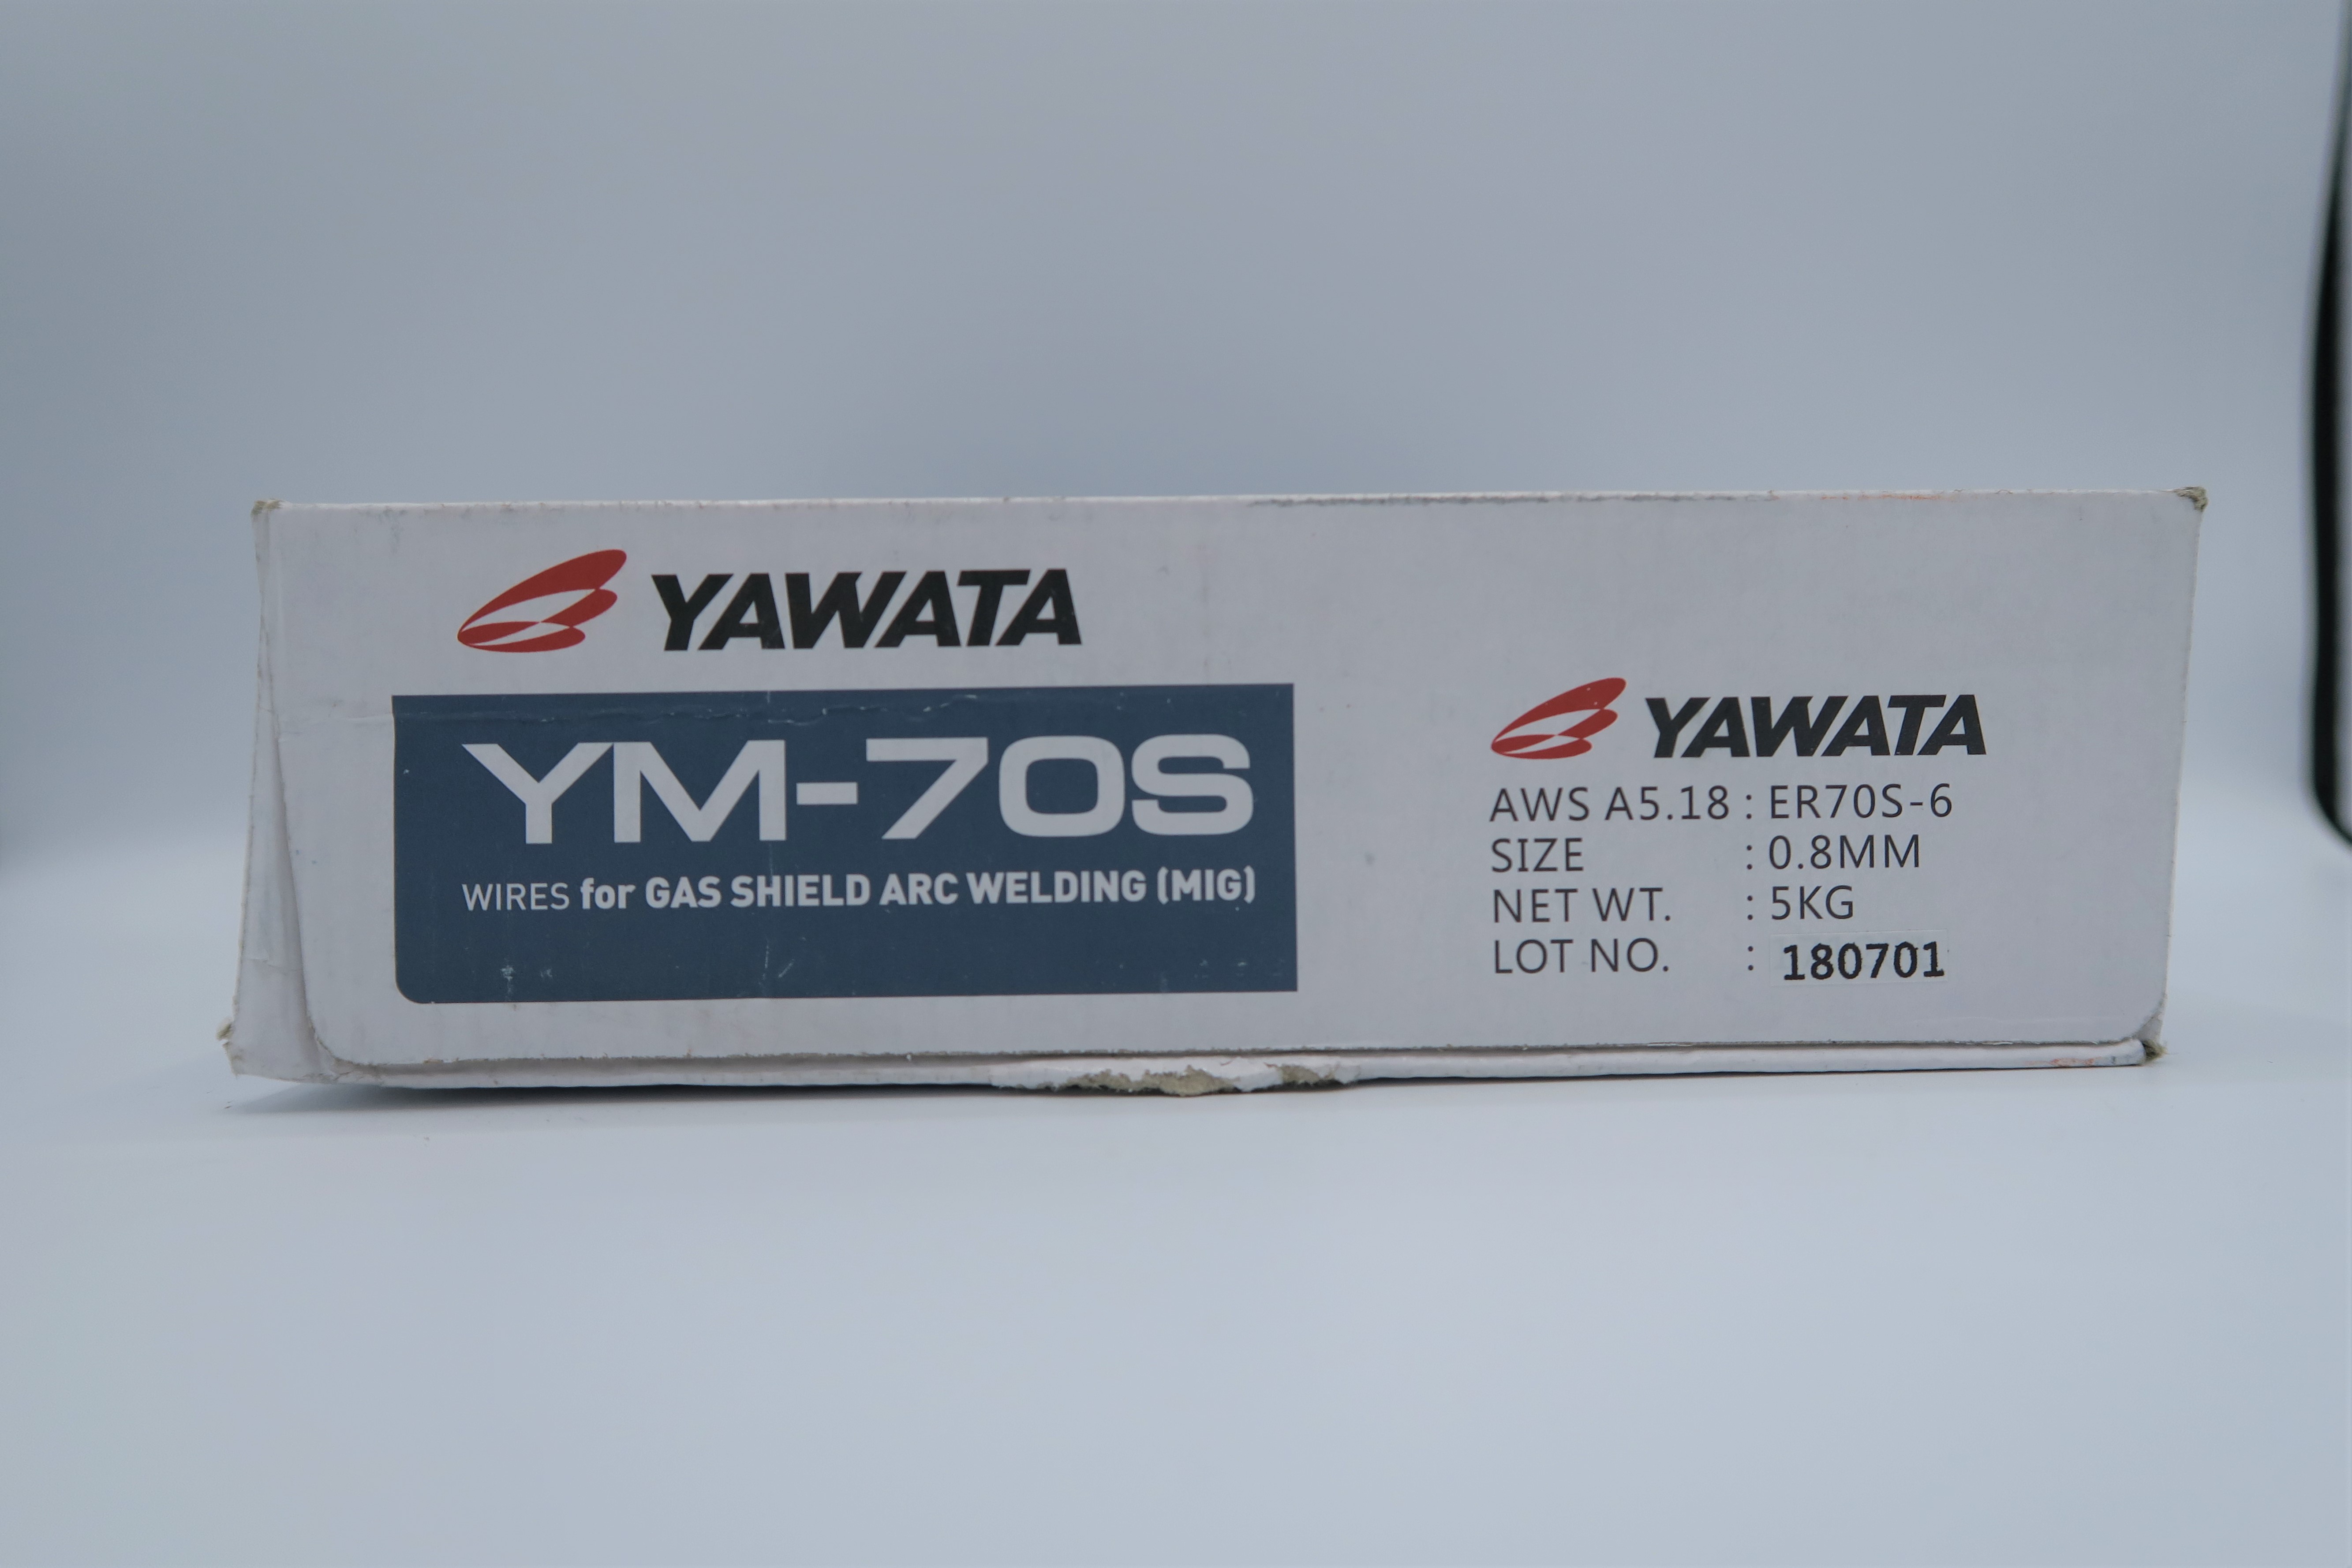 YAWATA
YM-70S
WIRES for GAS SHIELD ARC WELDING (MIG)
YAWATA
AWS A5.18 : ER70S-6
SIZE : 0.8MM
NET WT. : 5KG
LOT NO. : 180701